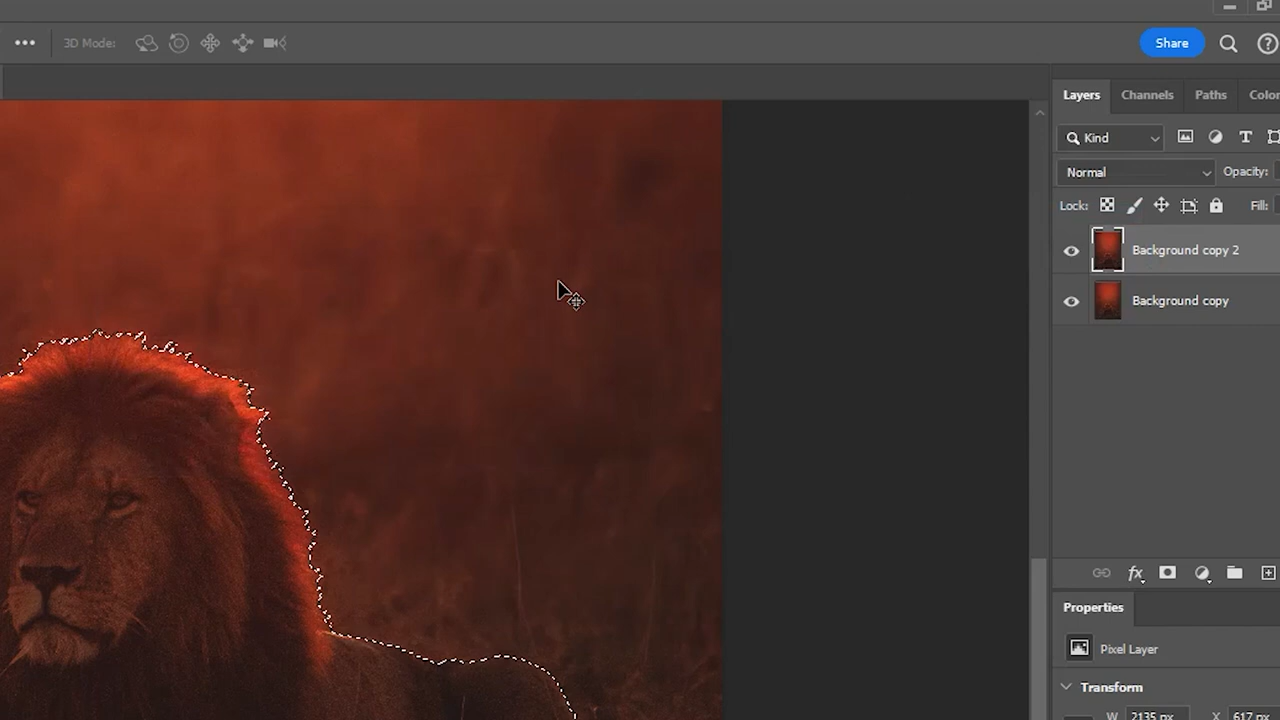 3D Mode:
Share
Layers Channels Paths Color
Kind
Normal Opacity:
Lock: Fill:
Background copy 2
Background copy
fx
Properties
Pixel Layer
Transform
W 2135 px X 617 px